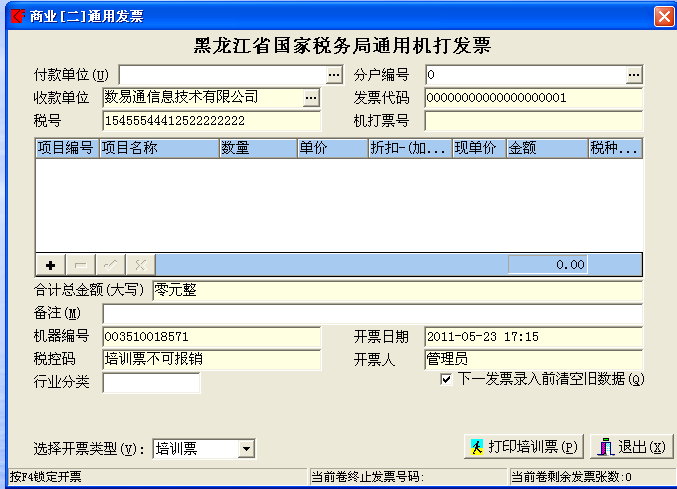 商业[二]通用发票
黑龙江省国家税务局通用机打发票
付款单位(U) ... 分户编号 0 ...
收款单位 数易通信息技术有限公司 ... 发票代码 00000000000000000001
税号 15455544412522222222 机打票号
项目编号 项目名称 数量 单价 折扣-(加... 现单价 金额 税种...
0.00
合计总金额(大写) 零元整
备注(M)
机器编号 003510018571 开票日期 2011-05-23 17:15
税控码 培训票不可报销 开票人 管理员
行业分类 下一发票录入前清空旧数据(Q)
选择开票类型(V): 培训票 打印培训票(P) 退出(X)
按F4锁定开票 当前卷终止发票号码: 当前卷剩余发票张数:0